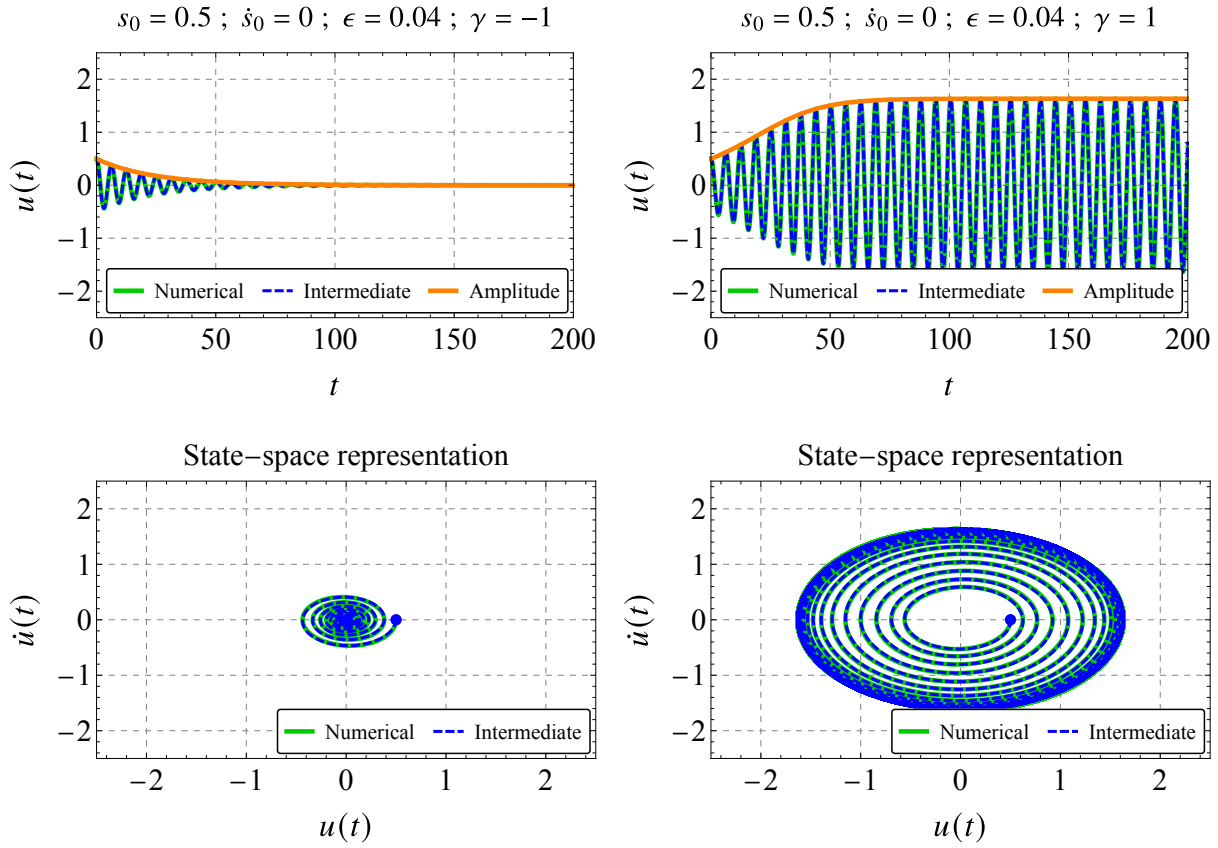 s₀ = 0.5 ; ṡ₀ = 0 ; ϵ = 0.04 ; γ = −1
2
1
0
−1
−2
u(t)
Numerical Intermediate Amplitude
0 50 100 150 200
t
s₀ = 0.5 ; ṡ₀ = 0 ; ϵ = 0.04 ; γ = 1
2
1
0
−1
−2
u(t)
Numerical Intermediate Amplitude
0 50 100 150 200
t
State−space representation
2
1
0
−1
−2
u̇(t)
Numerical Intermediate
−2 −1 0 1 2
u(t)
State−space representation
2
1
0
−1
−2
u̇(t)
Numerical Intermediate
−2 −1 0 1 2
u(t)